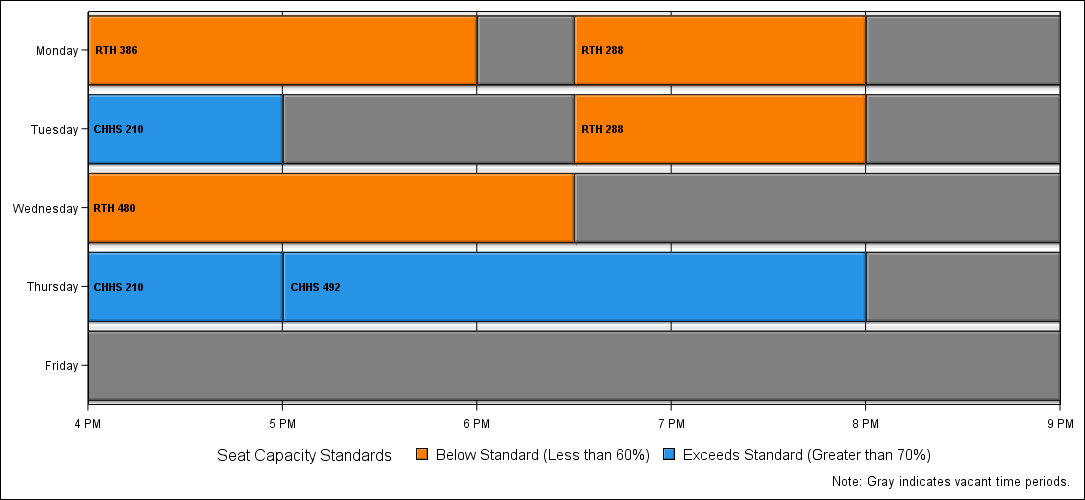 Monday
RTH 386
RTH 288
Tuesday
CHHS 210
RTH 288
Wednesday
RTH 480
Thursday
CHHS 210
CHHS 492
Friday
4 PM 5 PM 6 PM 7 PM 8 PM 9 PM
Seat Capacity Standards Below Standard (Less than 60%) Exceeds Standard (Greater than 70%)
Note: Gray indicates vacant time periods.